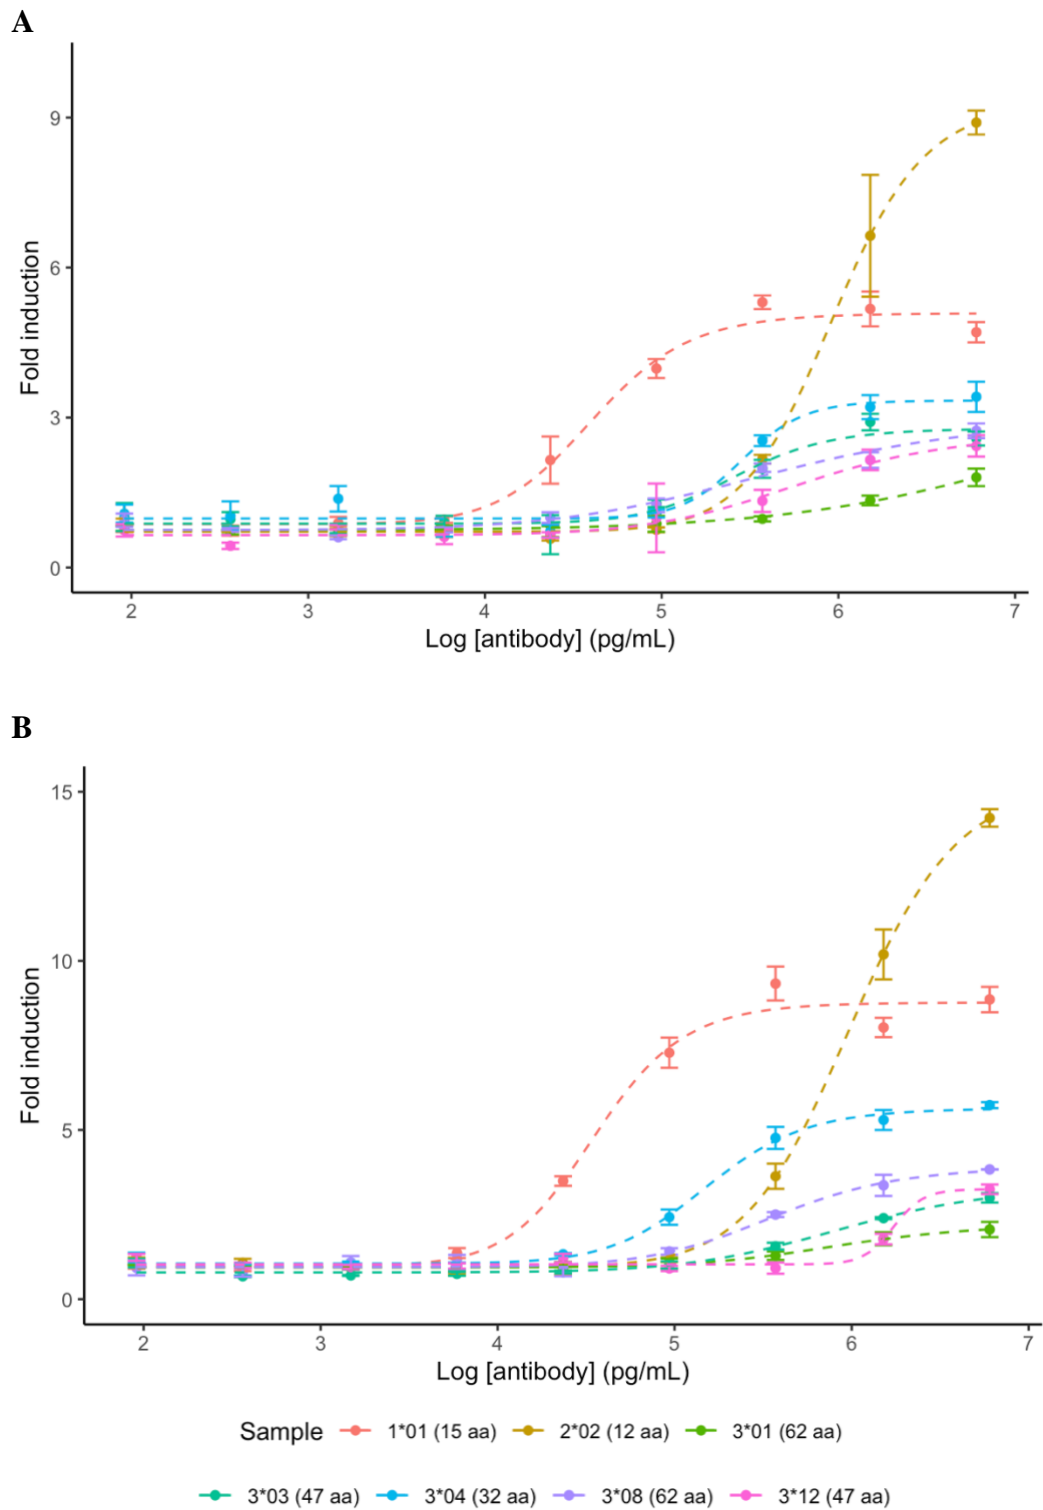 A
9
6
3
0
Fold induction
2 3 4 5 6 7
Log [antibody] (pg/mL)
B
15
10
5
0
Fold induction
2 3 4 5 6 7
Log [antibody] (pg/mL)
Sample 1*01 (15 aa) 2*02 (12 aa) 3*01 (62 aa)
3*03 (47 aa) 3*04 (32 aa) 3*08 (62 aa) 3*12 (47 aa)